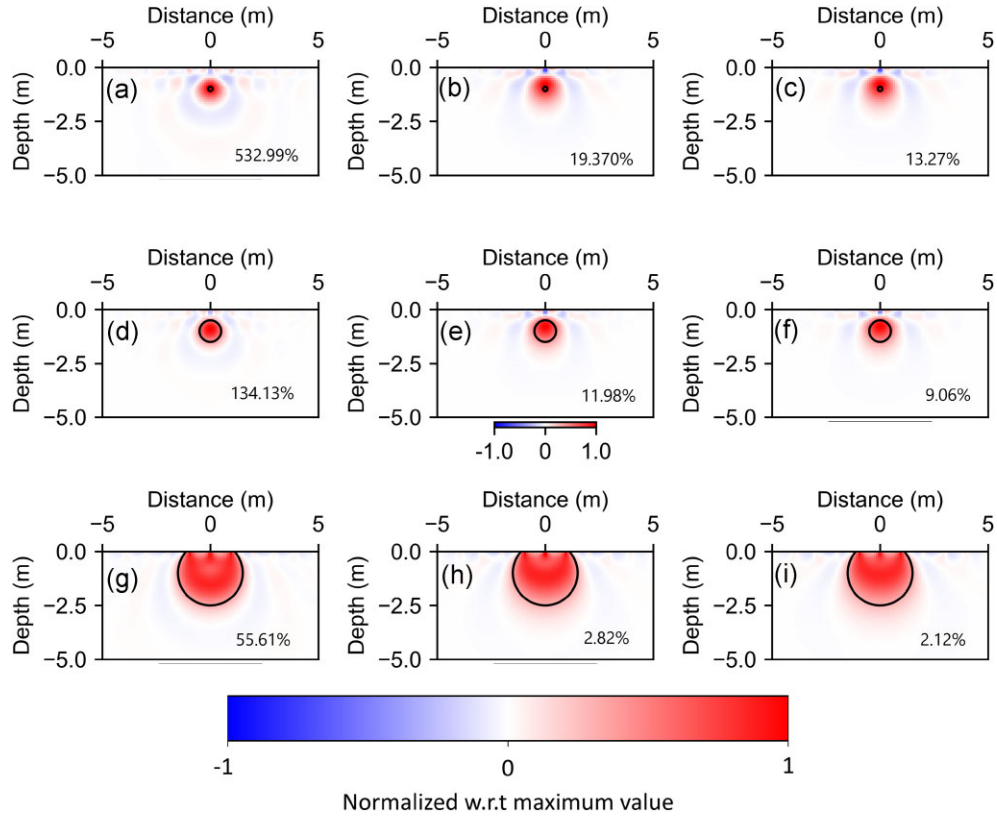 Distance (m) Distance (m) Distance (m)
−5 0 5 −5 0 5 −5 0 5
0.0 0.0 0.0
(a) (b) (c)
Depth (m) Depth (m) Depth (m)
−2.5 −2.5 −2.5
532.99% 19.370% 13.27%
−5.0 −5.0 −5.0
Distance (m) Distance (m) Distance (m)
−5 0 5 −5 0 5 −5 0 5
0.0 0.0 0.0
(d) (e) (f)
Depth (m) Depth (m) Depth (m)
−2.5 −2.5 −2.5
134.13% 11.98% 9.06%
−5.0 −5.0 −5.0
-1.0 0 1.0
Distance (m) Distance (m) Distance (m)
−5 0 5 −5 0 5 −5 0 5
0.0 0.0 0.0
(g) (h) (i)
Depth (m) Depth (m) Depth (m)
−2.5 −2.5 −2.5
55.61% 2.82% 2.12%
−5.0 −5.0 −5.0
-1 0 1
Normalized w.r.t maximum value